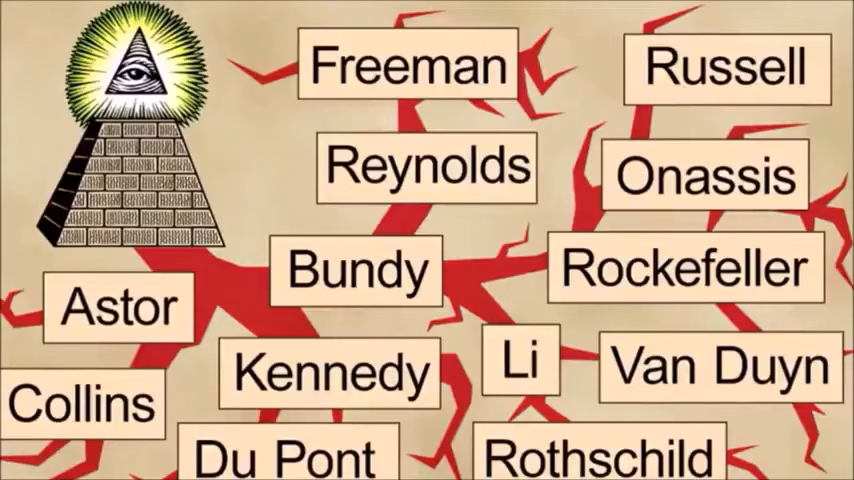 Freeman
Russell
Reynolds
Onassis
Bundy
Rockefeller
Astor
Li
Van Duyn
Kennedy
Collins
Du Pont
Rothschild